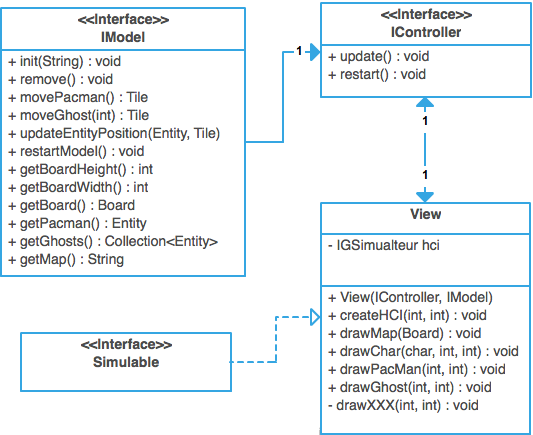 <<Interface>>
IModel
+ init(String) : void
+ remove() : void
+ movePacman() : Tile
+ moveGhost(int) : Tile
+ updateEntityPosition(Entity, Tile)
+ restartModel() : void
+ getBoardHeight() : int
+ getBoardWidth() : int
+ getBoard() : Board
+ getPacman() : Entity
+ getGhosts() : Collection<Entity>
+ getMap() : String
1
<<Interface>>
IController
+ update() : void
+ restart() : void
1
1
View
- IGSimualteur hci
+ View(IController, IModel)
+ createHCI(int, int) : void
+ drawMap(Board) : void
+ drawChar(char, int, int) : void
+ drawPacMan(int, int) : void
+ drawGhost(int, int) : void
- drawXXX(int, int) : void
<<Interface>>
Simulable